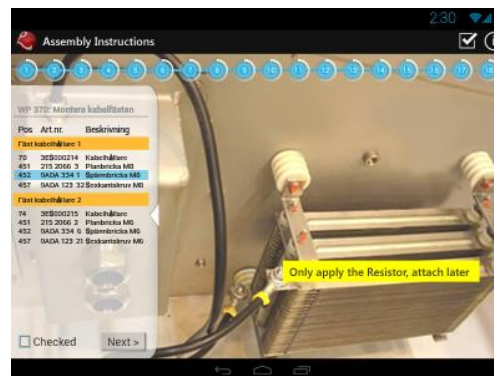 2:30
Assembly Instructions
1 2 3 4 5 6 7 8 9 10 11 12 13 14 15 16 17 18
WP 370: Montera kabelfästen
Pos Art.nr. Beskrivning
Fäst kabelhållare 1
70 3ES000214 Kabelhållare
451 215 2066 3 Planbricka M6
452 9ADA 334 1 Spännbricka M6
457 9ADA 123 32 Sexkantskruv M6
Fäst kabelhållare 2
74 3ES000215 Kabelhållare
451 215 2066 2 Planbricka M6
452 9ADA 334 6 Spännbricka M6
457 9ADA 123 21 Sexkantskruv M6
Only apply the Resistor, attach later
Checked Next >